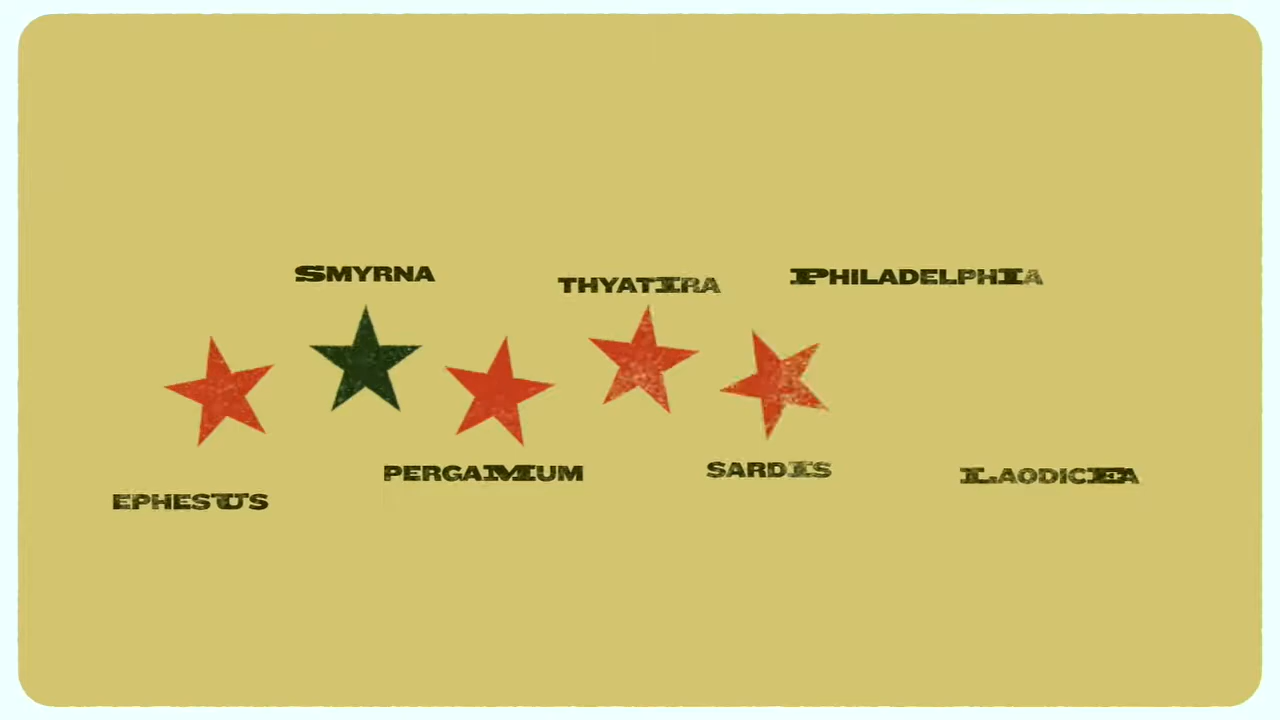 SMYRNA
THYATIRA
PHILADELPHIA
PERGAMUM
SARDIS
LAODICEA
EPHESUS